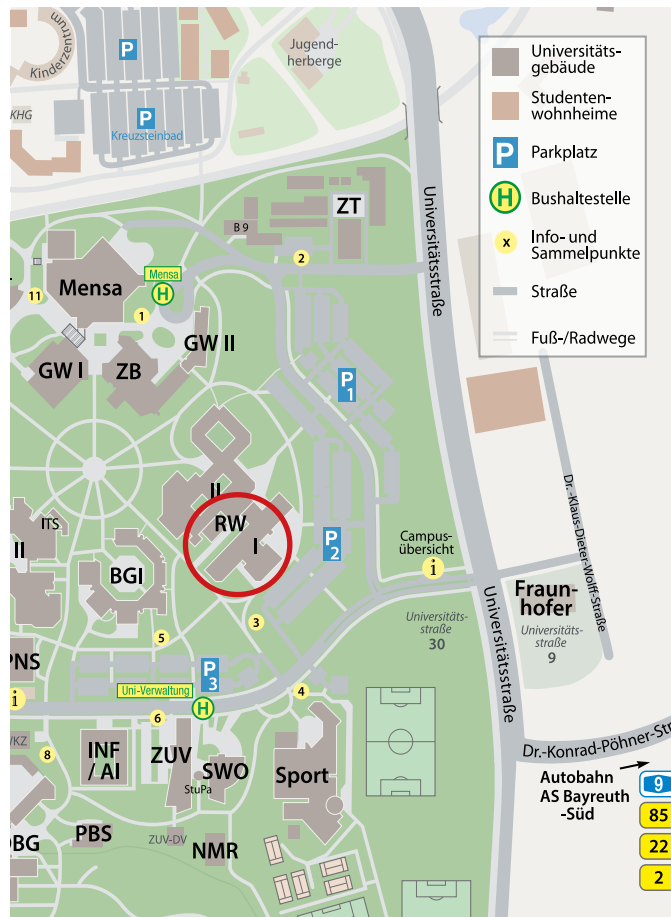 Kinderzentrum
P
Jugend-
herberge
KHG
P
Kreuzsteinbad
Universitäts-
gebäude
Studenten-
wohnheime
P
Parkplatz
H
Bushaltestelle
x
Info- und
Sammelpunkte
Straße
Fuß-/Radwege
ZT
B 9
2
Universitätsstraße
Mensa
H
Mensa
11
1
GW II
GW I
ZB
P
1
II
RW
I
ITS
II
BGI
P
2
Campus-
übersicht
i
Dr.-Klaus-Dieter-Wolff-Straße
Fraun-
hofer
Universitäts-
straße
9
Universitäts-
straße
30
Universitätsstraße
3
5
PNS
P
3
Uni-Verwaltung
H
i
4
6
8
INF
/ AI
ZUV
SWO
StuPa
Sport
Dr.-Konrad-Pöhner-Str
Autobahn
AS Bayreuth
-Süd
9
85
22
2
PBS
ZUV-DV
NMR